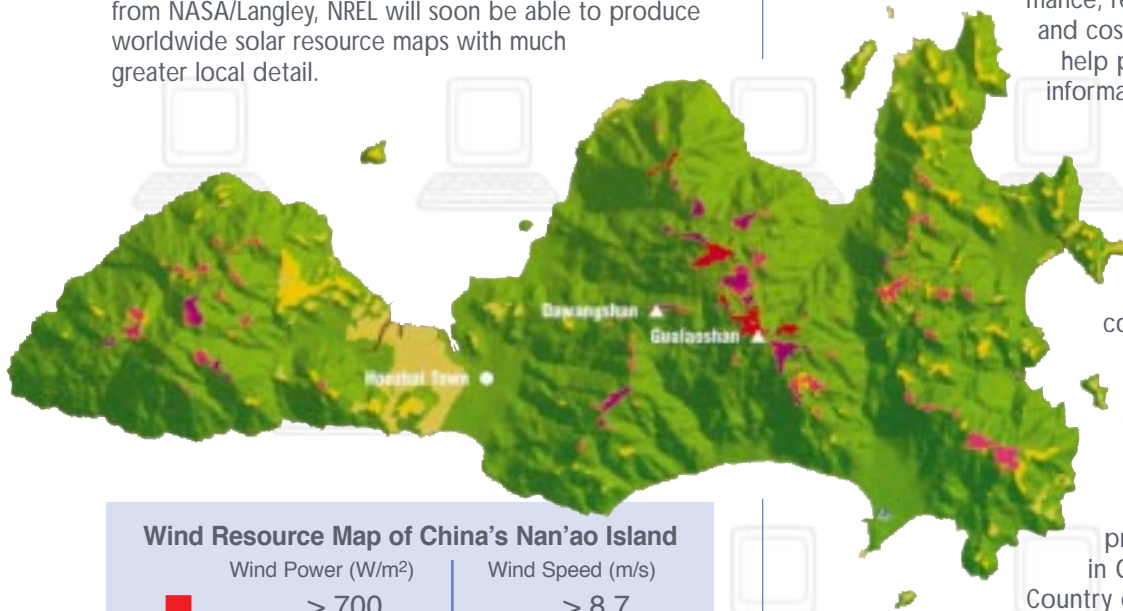 from NASA/Langley, NREL will soon be able to produce
worldwide solar resource maps with much
greater local detail.
and cos
help p
informa
Dawangshan
Gualaoshan
Town
co
Wind Resource Map of China's Nan'ao Island
Wind Power (W/m²) Wind Speed (m/s)
> 700 > 8.7
pr
in C
Country